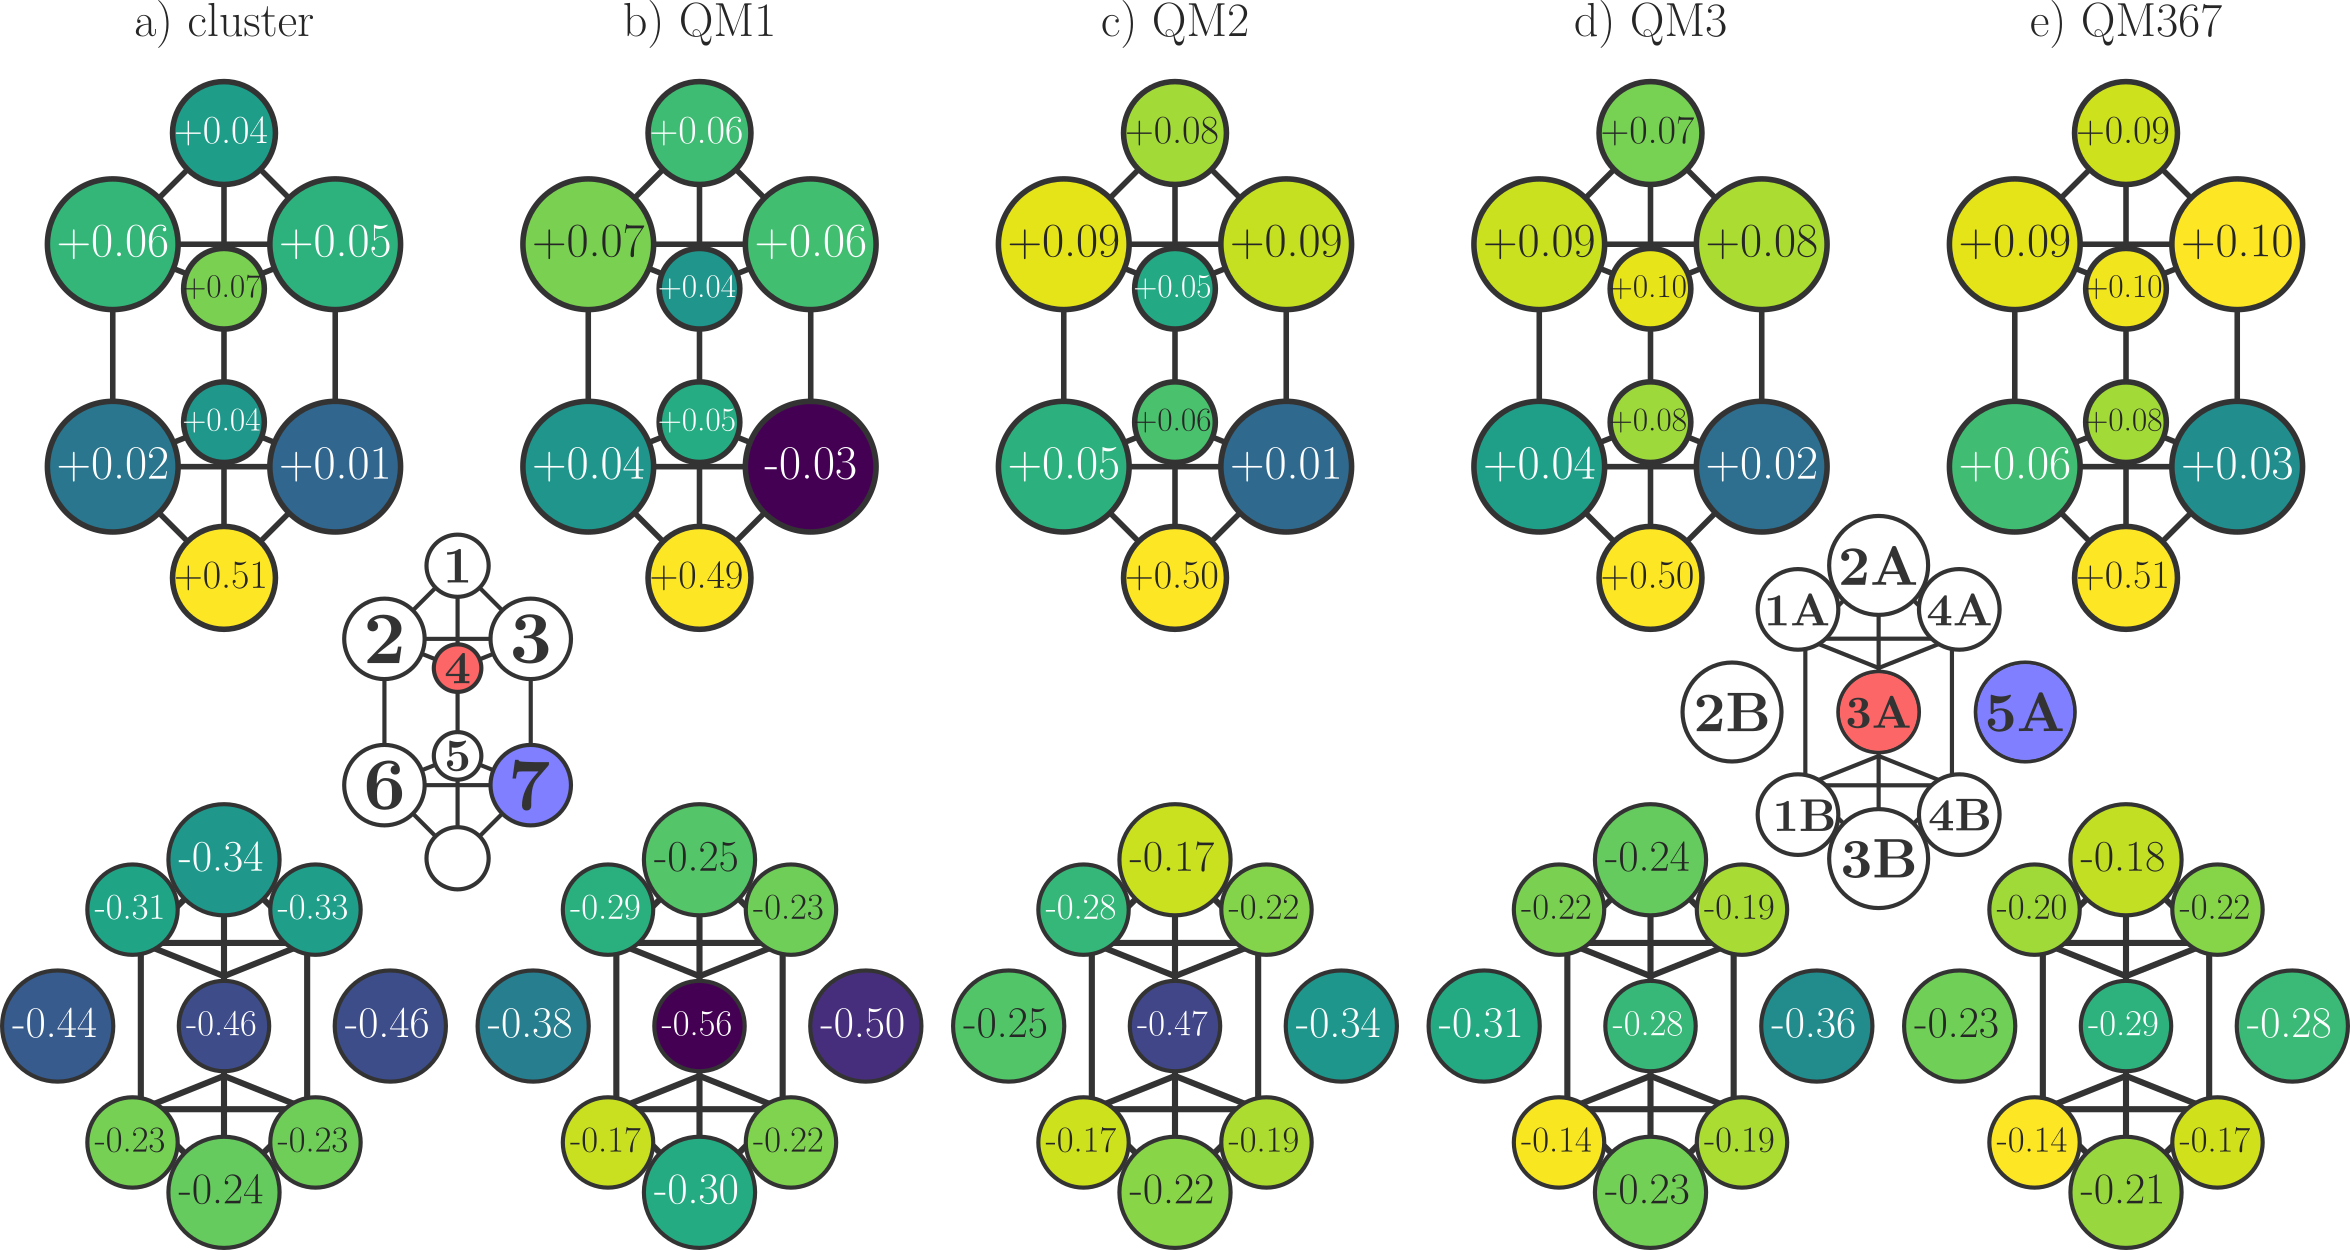 a) cluster b) QM1 c) QM2 d) QM3 e) QM367
+0.04 +0.06 +0.08 +0.07 +0.09
+0.06 +0.05 +0.07 +0.06 +0.09 +0.09 +0.09 +0.08 +0.09 +0.10
+0.07 +0.04 +0.05 +0.10 +0.10
+0.04 +0.05 +0.06 +0.08 +0.08
+0.02 +0.01 +0.04 -0.03 +0.05 +0.01 +0.04 +0.02 +0.06 +0.03
+0.51 +0.49 +0.50 +0.50 +0.51
1
2 3
4
5
6 7
2A
1A 4A
2B 3A 5A
1B 4B
3B
-0.34 -0.25 -0.17 -0.24 -0.18
-0.31 -0.33 -0.29 -0.23 -0.28 -0.22 -0.22 -0.19 -0.20 -0.22
-0.44 -0.46 -0.46 -0.38 -0.56 -0.50 -0.25 -0.47 -0.34 -0.31 -0.28 -0.36 -0.23 -0.29 -0.28
-0.23 -0.23 -0.17 -0.22 -0.17 -0.19 -0.14 -0.19 -0.14 -0.17
-0.24 -0.30 -0.22 -0.23 -0.21